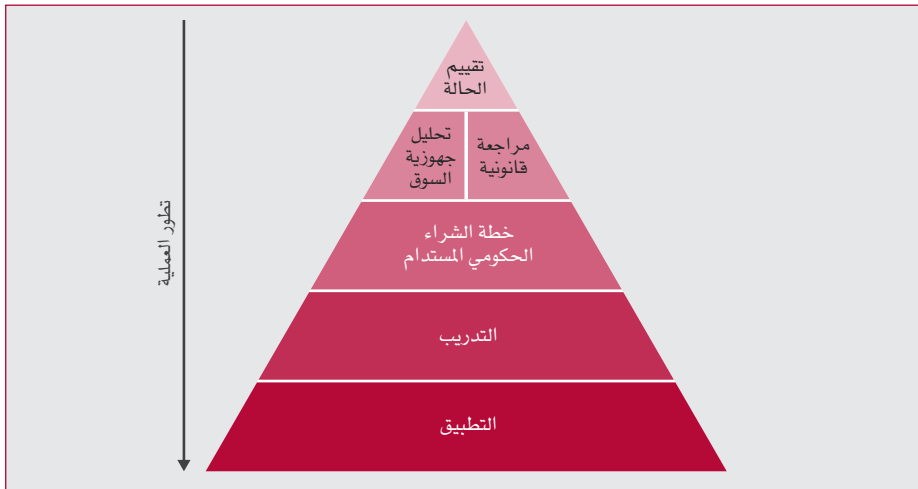 تقييم
الحالة
مراجعة
قانونية
تحليل
جهوزية
السوق
خطة الشراء
الحكومي المستدام
التدريب
التطبيق
تطور العملية